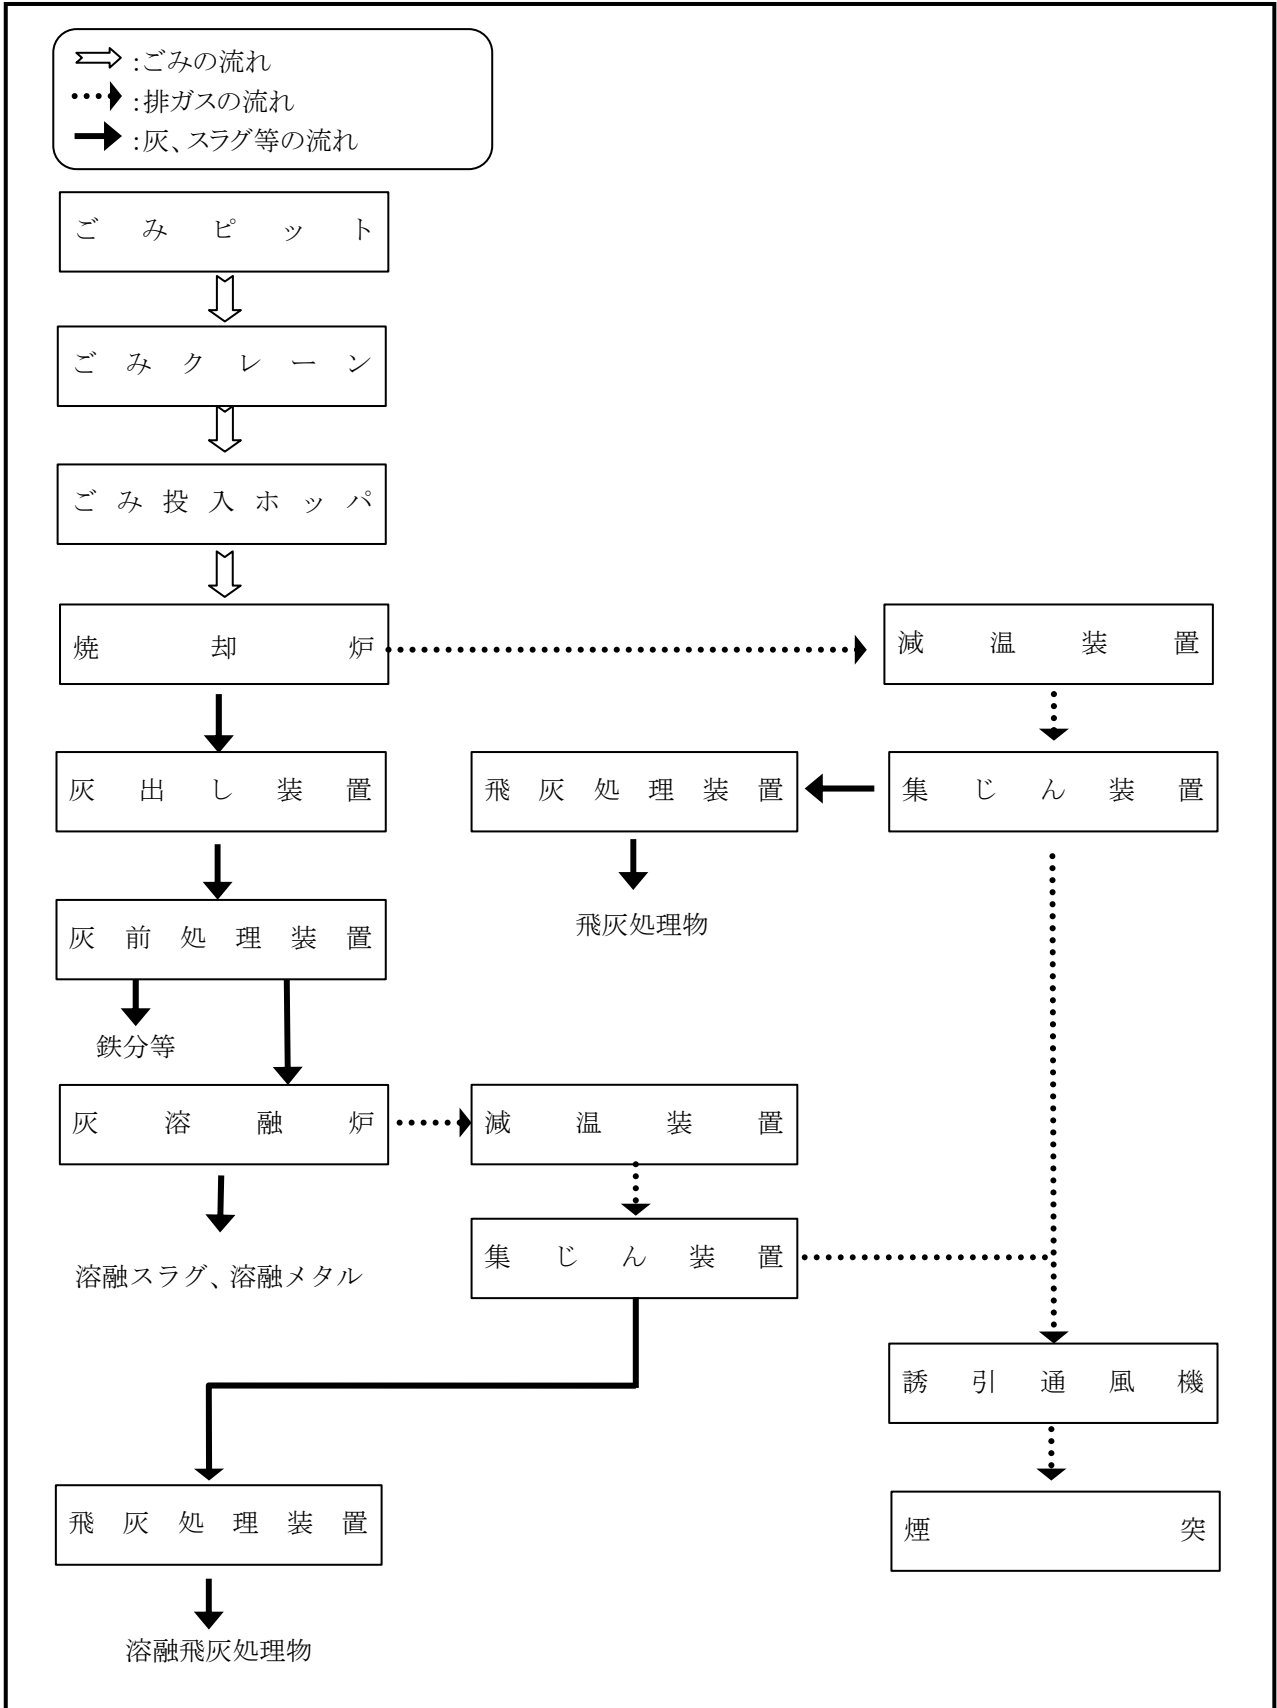 :ごみの流れ
:排ガスの流れ
:灰、スラグ等の流れ
ごみピット
ごみクレーン
ごみ投入ホッパ
焼却炉
減温装置
灰出し装置
飛灰処理装置
集じん装置
灰前処理装置
飛灰処理物
鉄分等
灰溶融炉
減温装置
集じん装置
溶融スラグ、溶融メタル
誘引通風機
飛灰処理装置
煙突
溶融飛灰処理物